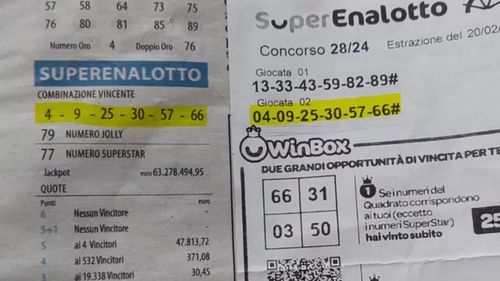 57 58 64 73 75
76 80 81 85 89
Numero Oro 4 Doppio Oro 76
SUPERENALOTTO
COMBINAZIONE VINCENTE
4 - 9 - 25 - 30 - 57 - 66
79 NUMERO JOLLY
77 NUMERO SUPERSTAR
Jackpot euro 63.278.494,95
QUOTE
Punti euro
6 Nessun Vincitore
5+1 Nessun Vincitore
5 ai 4 Vincitori 47.813,72
4 ai 532 Vincitori 371,08
3 ai 19.338 Vincitori 30,45
SuperEnalotto
Concorso 28/24 Estrazione del 20/02/
Giocata 01
13-33-43-59-82-89#
Giocata 02
04-09-25-30-57-66#
WinBox
DUE GRANDI OPPORTUNITÀ DI VINCITA PER TE
66 31
03 50
1 Se i numeri del
Quadrato corrispondono
ai tuoi (eccetto
i numeri SuperStar)
hai vinto subito
25